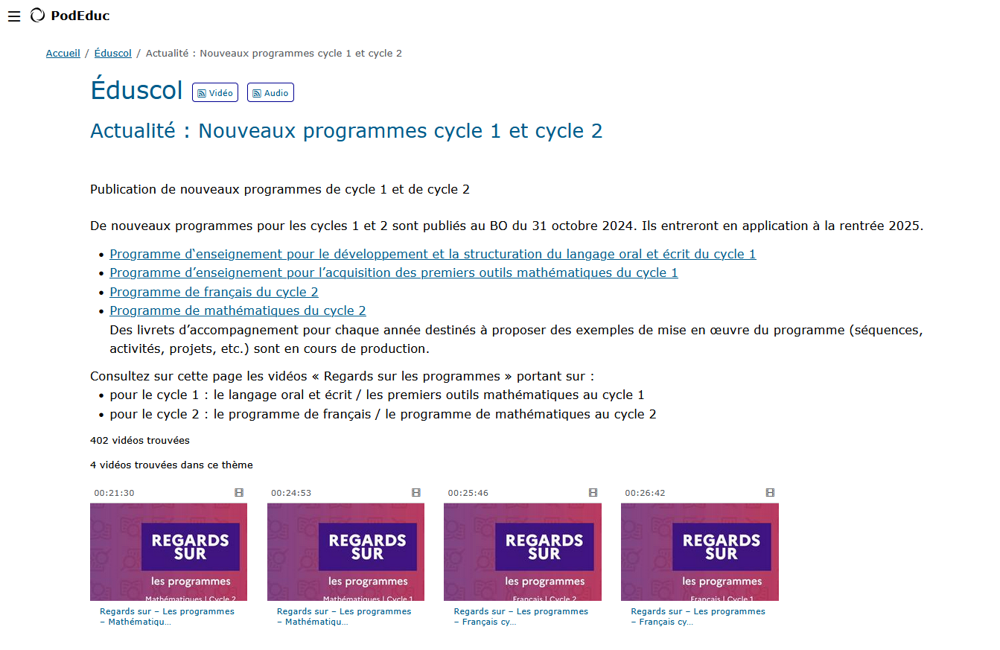 PodEduc
Accueil / Éduscol / Actualité : Nouveaux programmes cycle 1 et cycle 2
Éduscol Vidéo Audio
Actualité : Nouveaux programmes cycle 1 et cycle 2
Publication de nouveaux programmes de cycle 1 et de cycle 2
De nouveaux programmes pour les cycles 1 et 2 sont publiés au BO du 31 octobre 2024. Ils entreront en application à la rentrée 2025.
• Programme d‵enseignement pour le développement et la structuration du langage oral et écrit du cycle 1
• Programme d’enseignement pour l’acquisition des premiers outils mathématiques du cycle 1
• Programme de français du cycle 2
• Programme de mathématiques du cycle 2
Des livrets d’accompagnement pour chaque année destinés à proposer des exemples de mise en œuvre du programme (séquences,
activités, projets, etc.) sont en cours de production.
Consultez sur cette page les vidéos « Regards sur les programmes » portant sur :
• pour le cycle 1 : le langage oral et écrit / les premiers outils mathématiques au cycle 1
• pour le cycle 2 : le programme de français / le programme de mathématiques au cycle 2
402 vidéos trouvées
4 vidéos trouvées dans ce thème
00:21:30
REGARDS
SUR
les programmes
Mathématiques | Cycle 2
Regards sur – Les programmes
– Mathématiqu...
00:24:53
REGARDS
SUR
les programmes
Mathématiques | Cycle 1
Regards sur – Les programmes
– Mathématiqu...
00:25:46
REGARDS
SUR
les programmes
Français | Cycle 2
Regards sur – Les programmes
– Français cy...
00:26:42
REGARDS
SUR
les programmes
Français | Cycle 1
Regards sur – Les programmes
– Français cy...